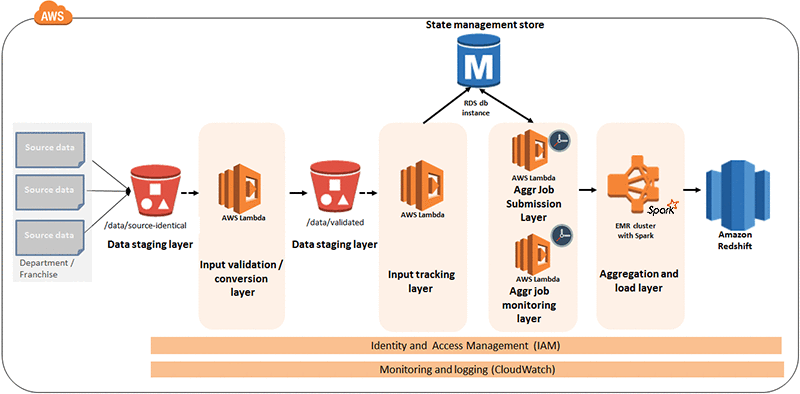 AWS
State management store
M
RDS db
instance
Source data
Source data
Source data
Department /
Franchise
/data/source-identical
Data staging layer
AWS Lambda
Input validation /
conversion
layer
/data/validated
Data staging layer
AWS Lambda
Input tracking
layer
AWS Lambda
Aggr Job
Submission
Layer
AWS Lambda
Aggr job
monitoring
layer
Spark
EMR cluster
with Spark
Aggregation and
load layer
Amazon
Redshift
Identity and Access Management (IAM)
Monitoring and logging (CloudWatch)